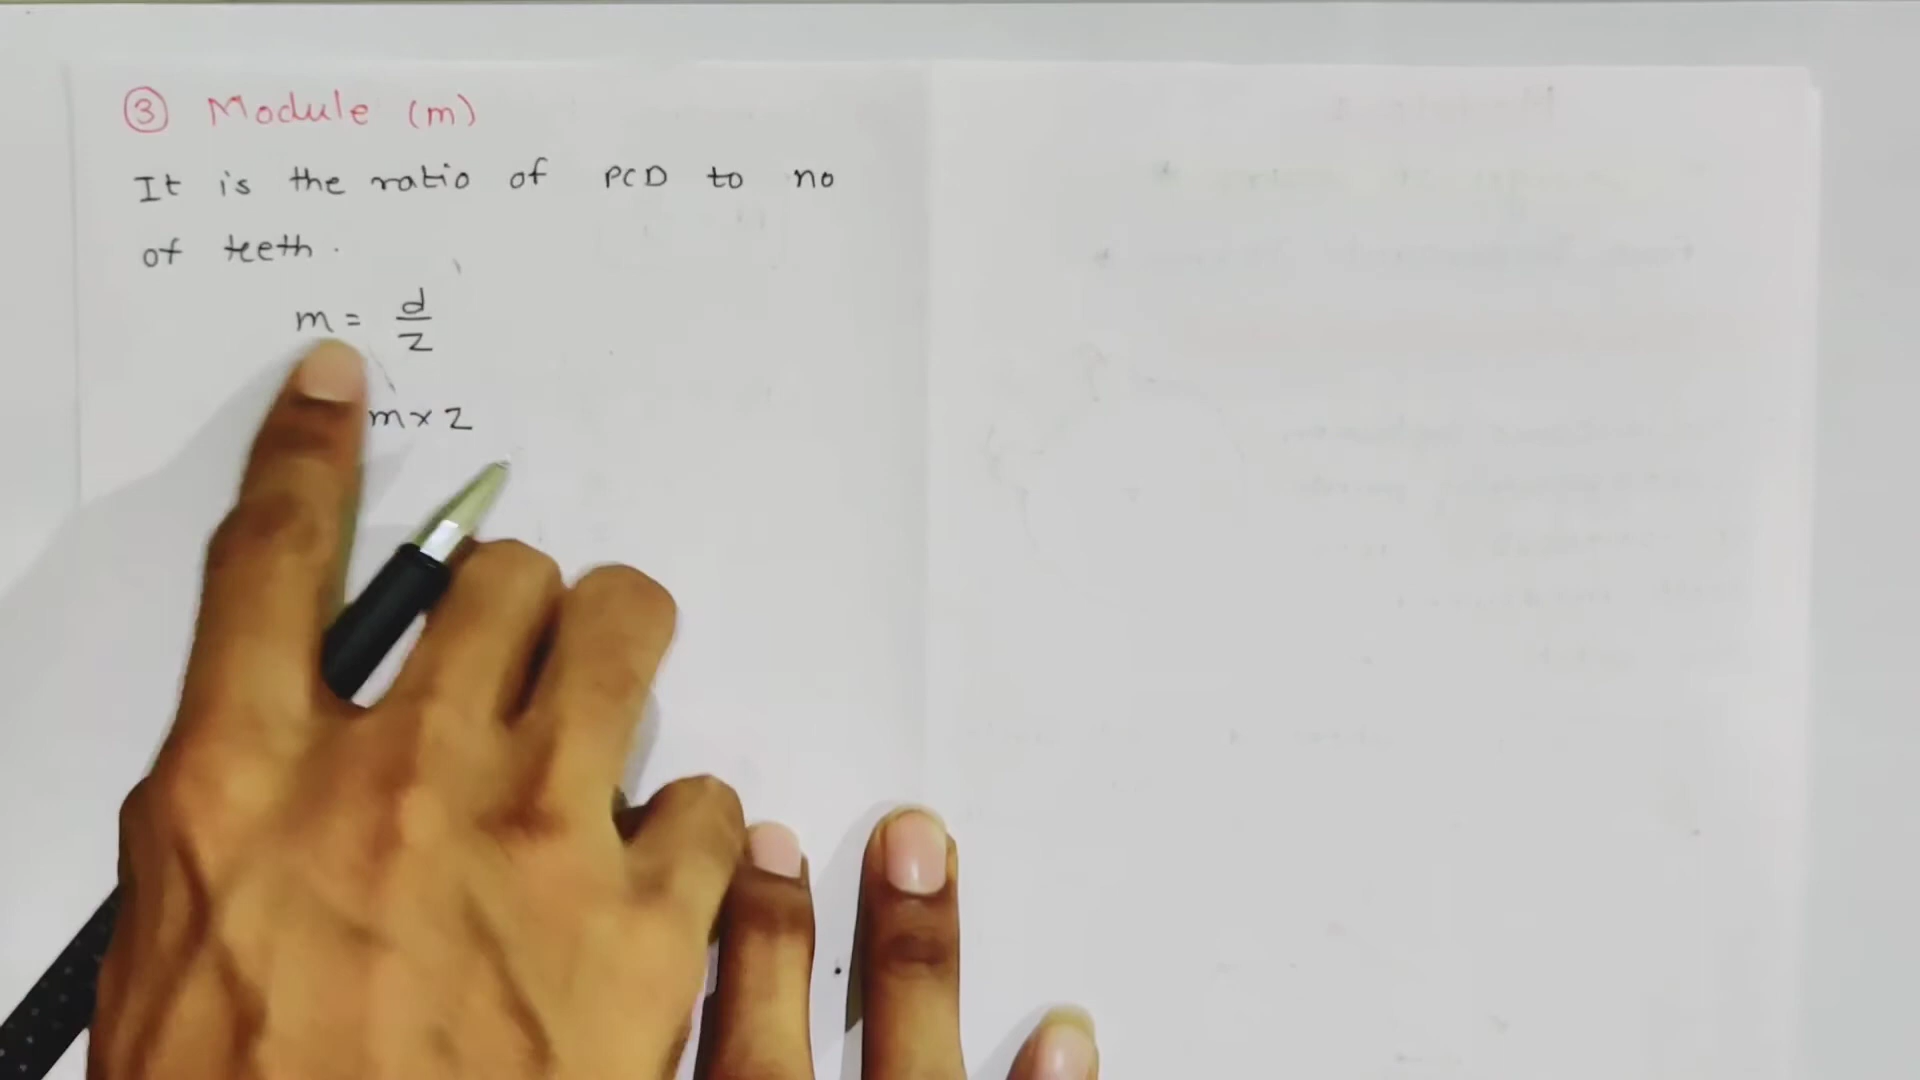 ③ Module (m)
It is the ratio of PCD to no
of teeth.
m = d/z
m x z